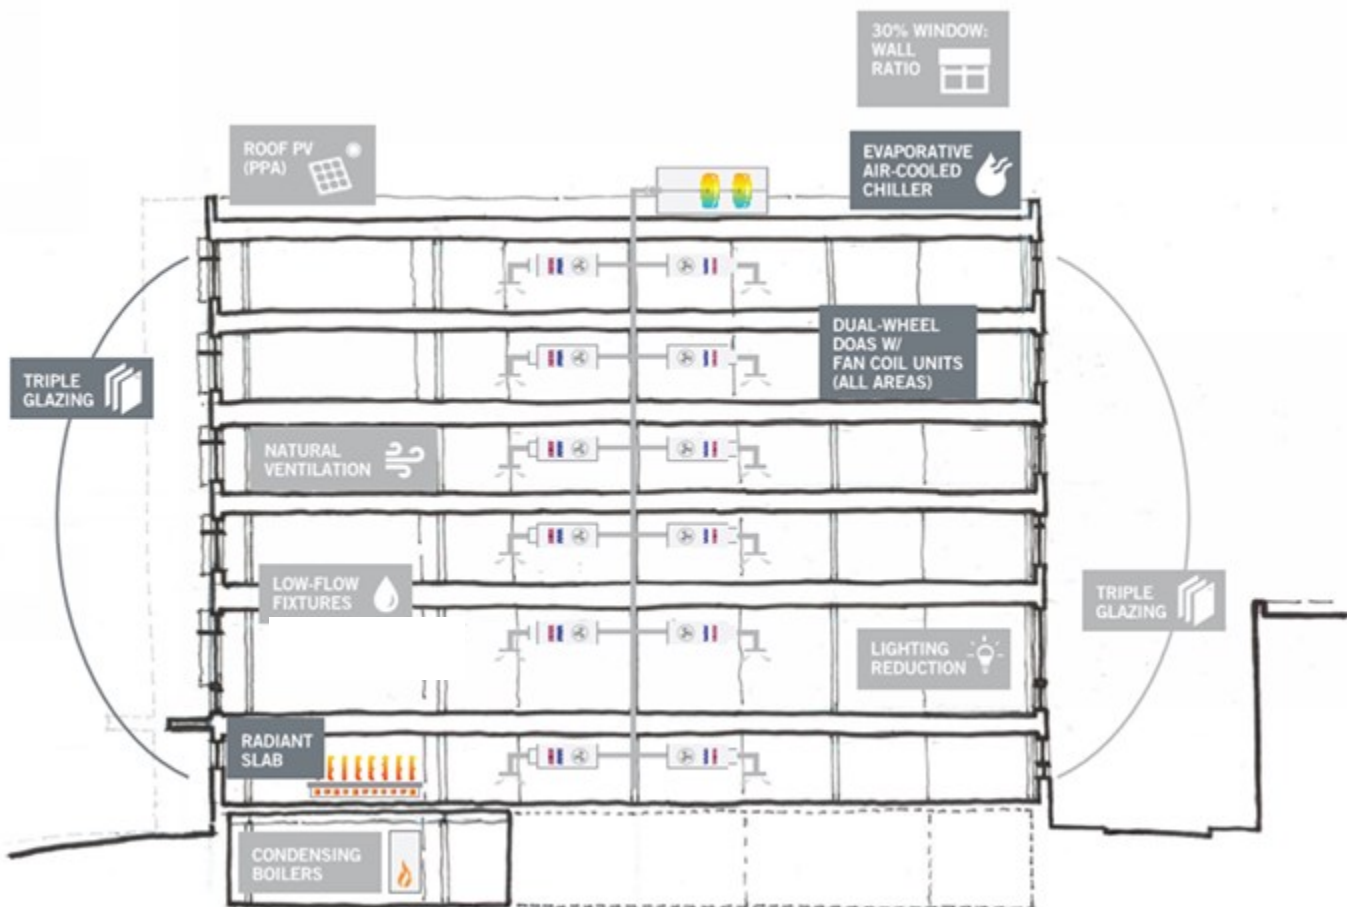 30% WINDOW:
WALL
RATIO
ROOF PV
(PPA)
EVAPORATIVE
AIR-COOLED
CHILLER
DUAL-WHEEL
DOAS W/
FAN COIL UNITS
(ALL AREAS)
TRIPLE
GLAZING
NATURAL
VENTILATION
LOW-FLOW
FIXTURES
TRIPLE
GLAZING
LIGHTING
REDUCTION
RADIANT
SLAB
CONDENSING
BOILERS